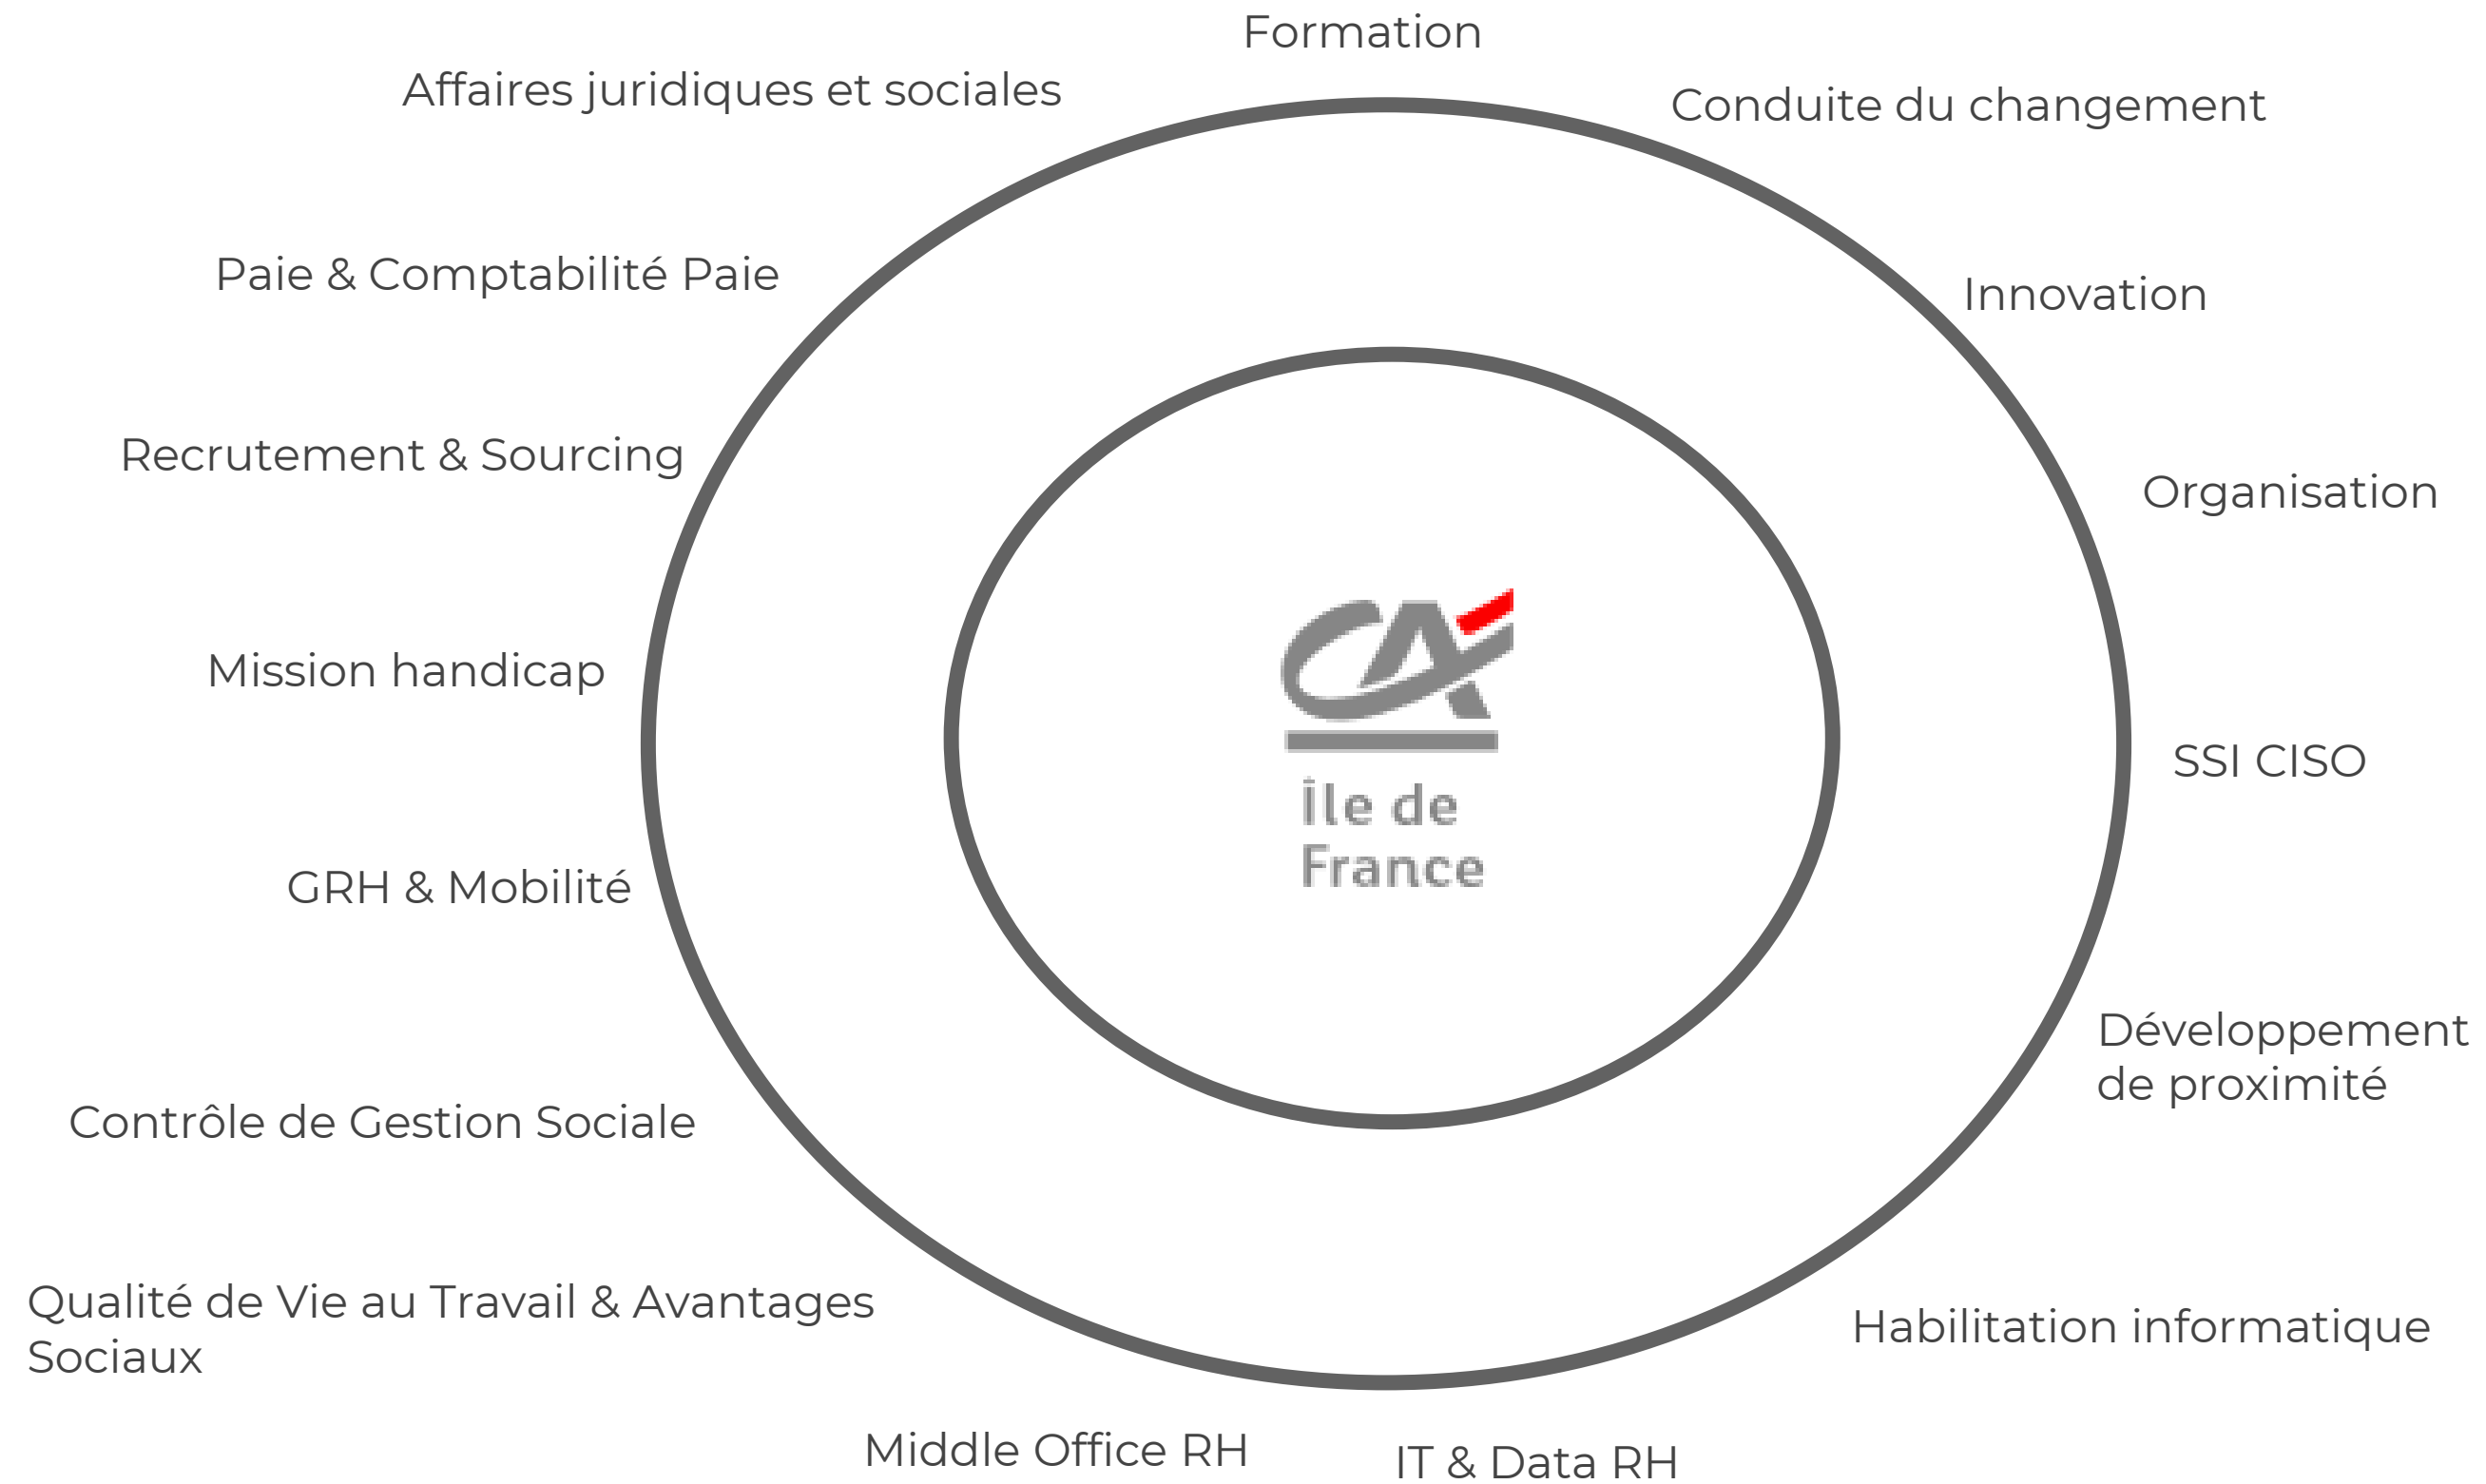 Formation
Affaires juridiques et sociales
Conduite du changement
Paie & Comptabilité Paie
Innovation
Recrutement & Sourcing
Organisation
Mission handicap
CA
SSI CISO
Île de
France
GRH & Mobilité
Développement
de proximité
Contrôle de Gestion Sociale
Qualité de Vie au Travail & Avantages
Sociaux
Habilitation informatique
Middle Office RH
IT & Data RH